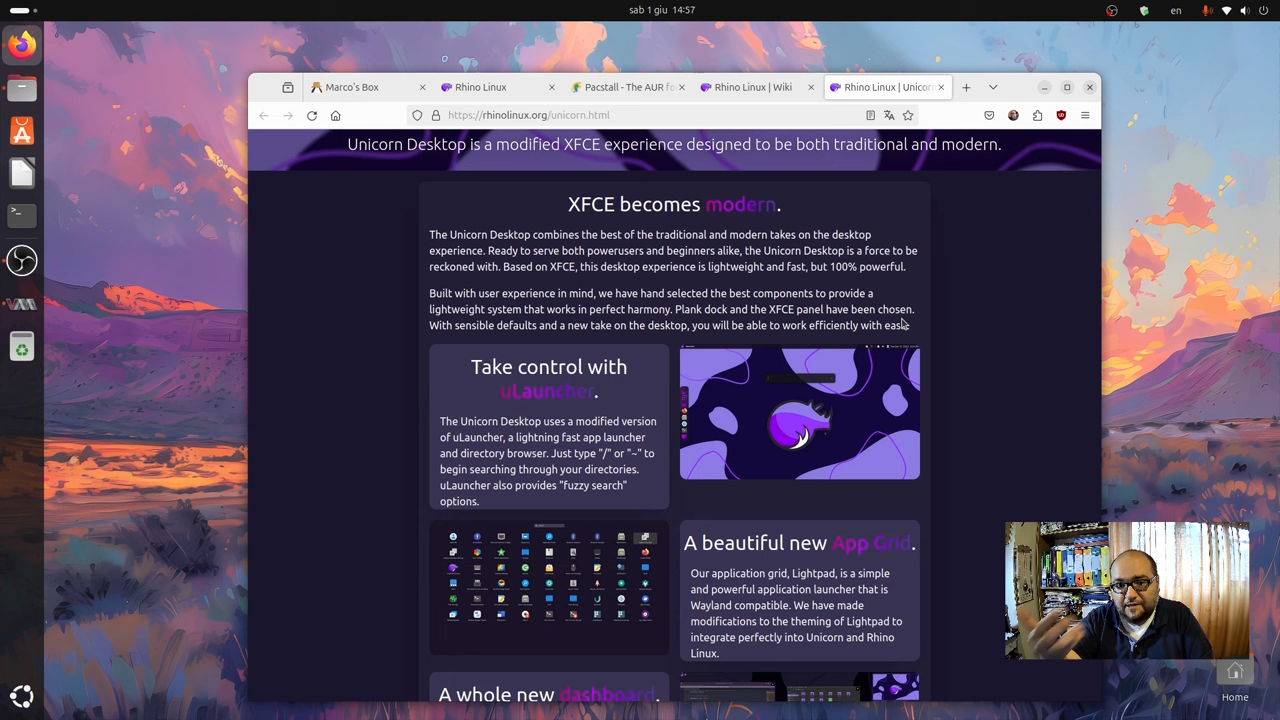 sab 1 giu 14:57
en
Marco's Box
Rhino Linux
Pacstall - The AUR fo
Rhino Linux | Wiki
Rhino Linux | Unicorn
https://rhinolinux.org/unicorn.html
Unicorn Desktop is a modified XFCE experience designed to be both traditional and modern.
XFCE becomes modern.
The Unicorn Desktop combines the best of the traditional and modern takes on the desktop
experience. Ready to serve both powerusers and beginners alike, the Unicorn Desktop is a force to be
reckoned with. Based on XFCE, this desktop experience is lightweight and fast, but 100% powerful.
Built with user experience in mind, we have hand selected the best components to provide a
lightweight system that works in perfect harmony. Plank dock and the XFCE panel have been chosen.
With sensible defaults and a new take on the desktop, you will be able to work efficiently with ease.
Take control with
uLauncher.
The Unicorn Desktop uses a modified version
of uLauncher, a lightning fast app launcher
and directory browser. Just type "/" or "~" to
begin searching through your directories.
uLauncher also provides "fuzzy search"
options.
A beautiful new App Grid.
Our application grid, Lightpad, is a simple
and powerful application launcher that is
Wayland compatible. We have made
modifications to the theming of Lightpad to
integrate perfectly into Unicorn and Rhino
Linux.
A whole new dashboard.
Home